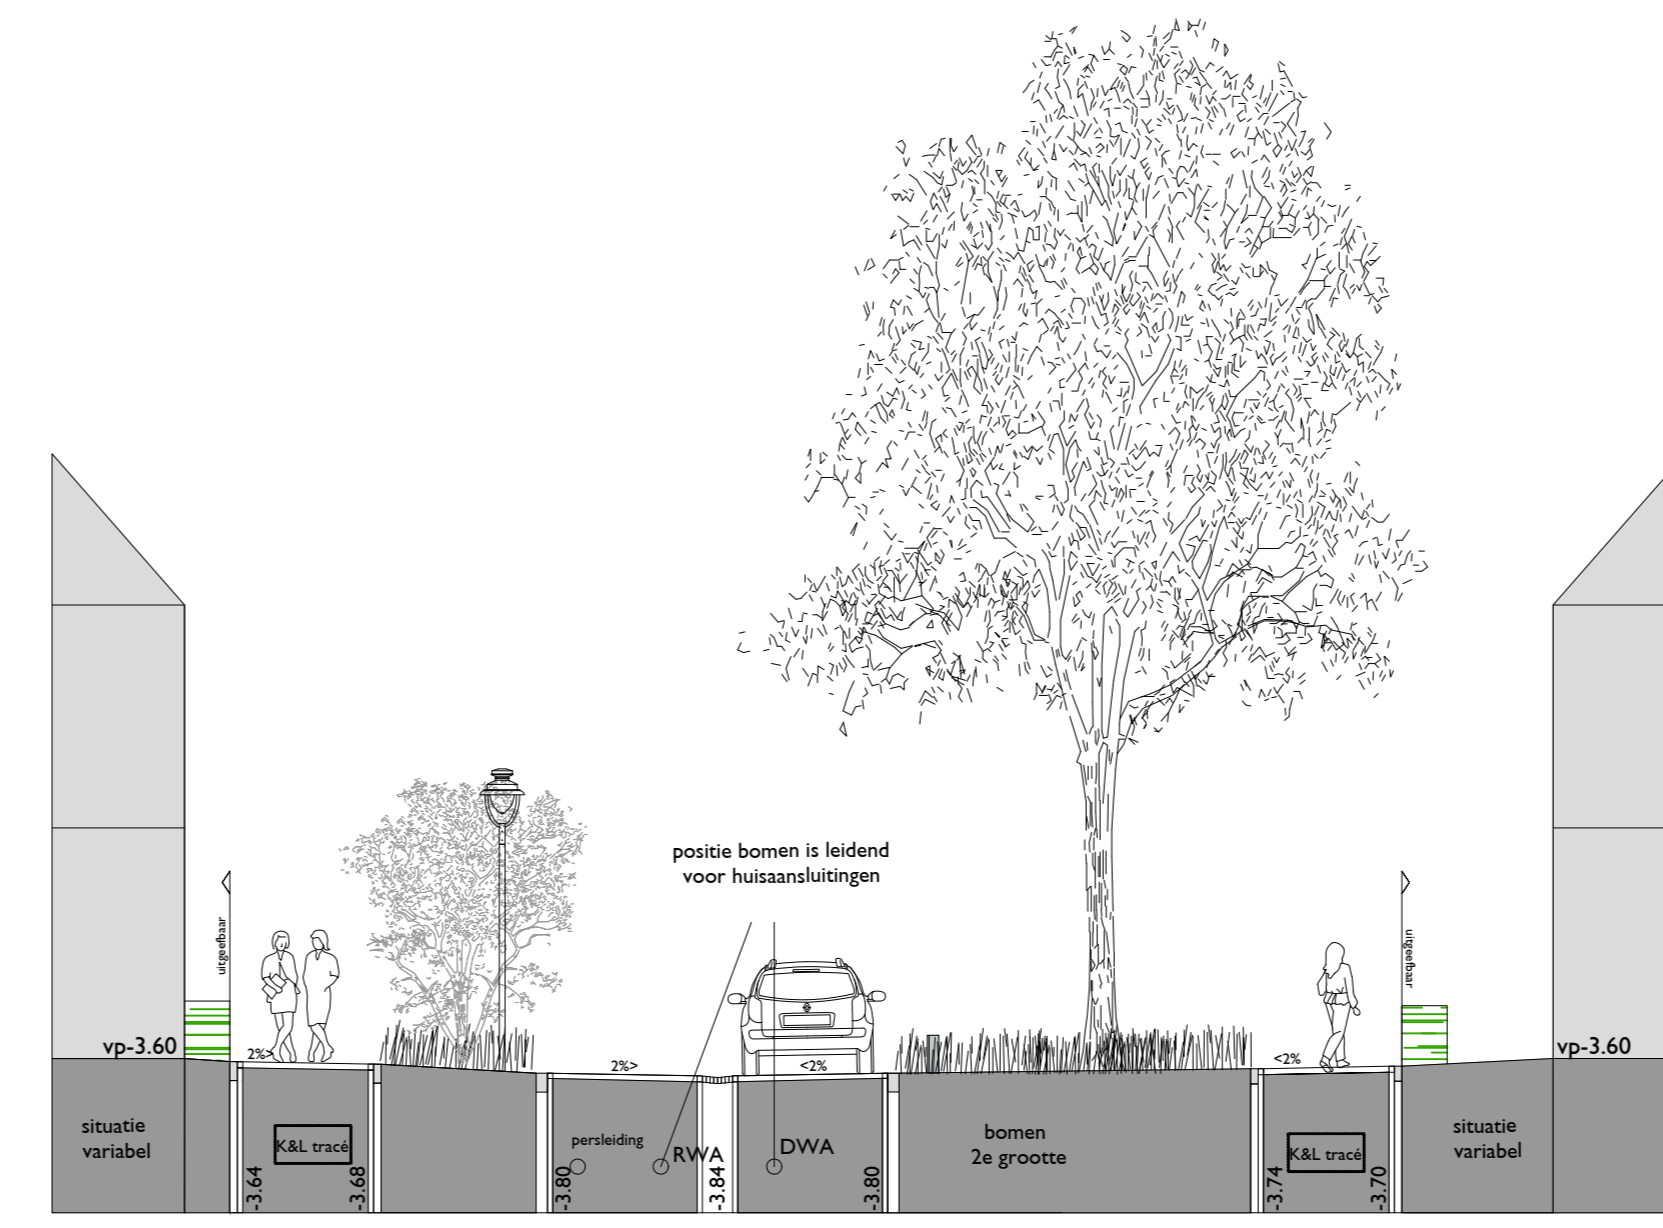 positie bomen is leidend
voor huisaansluitingen
uitgeefbaar
uitgeefbaar
vp-3.60
2%>
2%>
<2%
<2%
vp-3.60
situatie
variabel
K&L tracé
persleiding
RWA
DWA
bomen
2e grootte
K&L tracé
situatie
variabel
-3.64
-3.68
-3.80
-3.84
-3.80
-3.74
-3.70